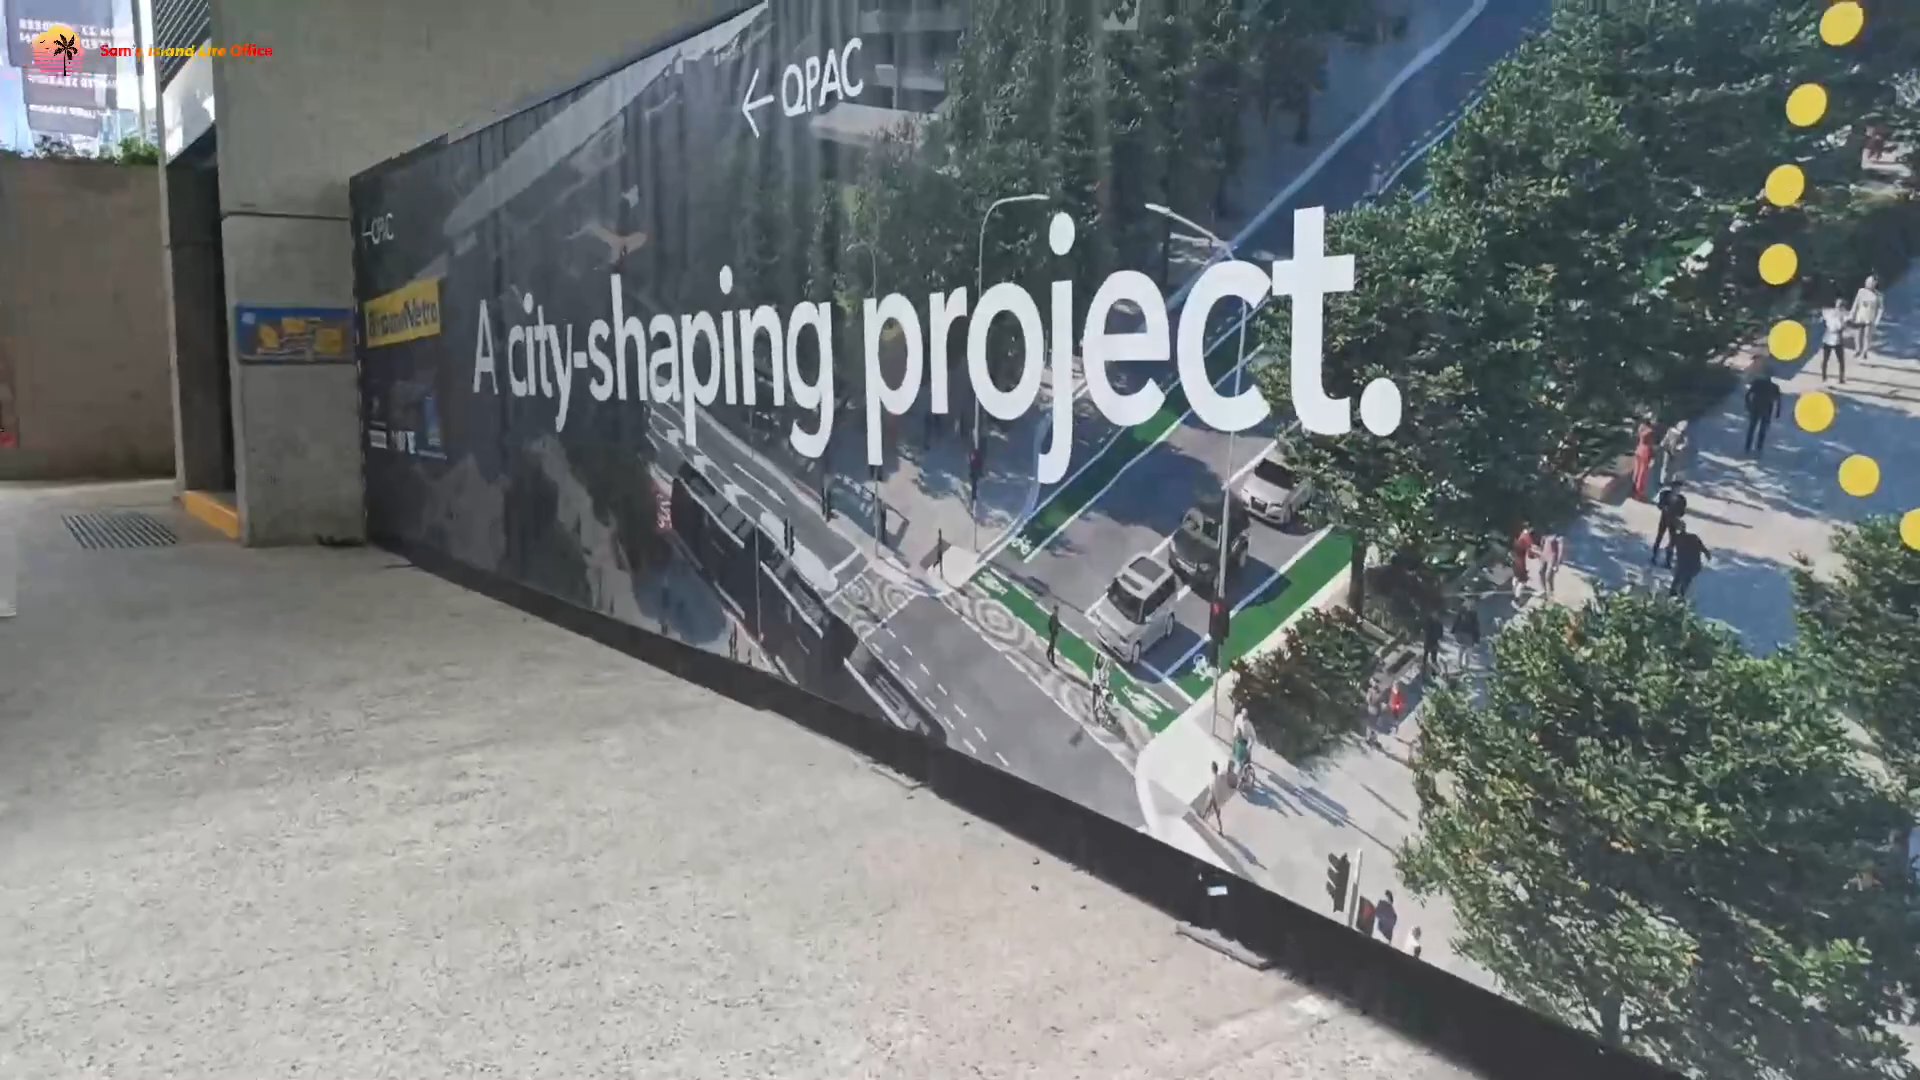 Sam's Island Life Office
← QPAC
← QPAC
BrisbaneMetro
A city-shaping project.